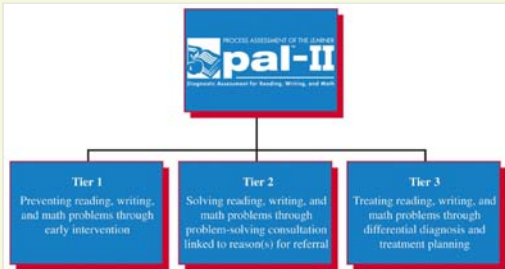 PROCESS ASSESSMENT OF THE LEARNER
pal-II
Diagnostic Assessment for Reading, Writing, and Math
Tier 1
Preventing reading, writing,
and math problems through
early intervention
Tier 2
Solving reading, writing, and
math problems through
problem-solving consultation
linked to reason(s) for referral
Tier 3
Treating reading, writing, and
math problems through
differential diagnosis and
treatment planning